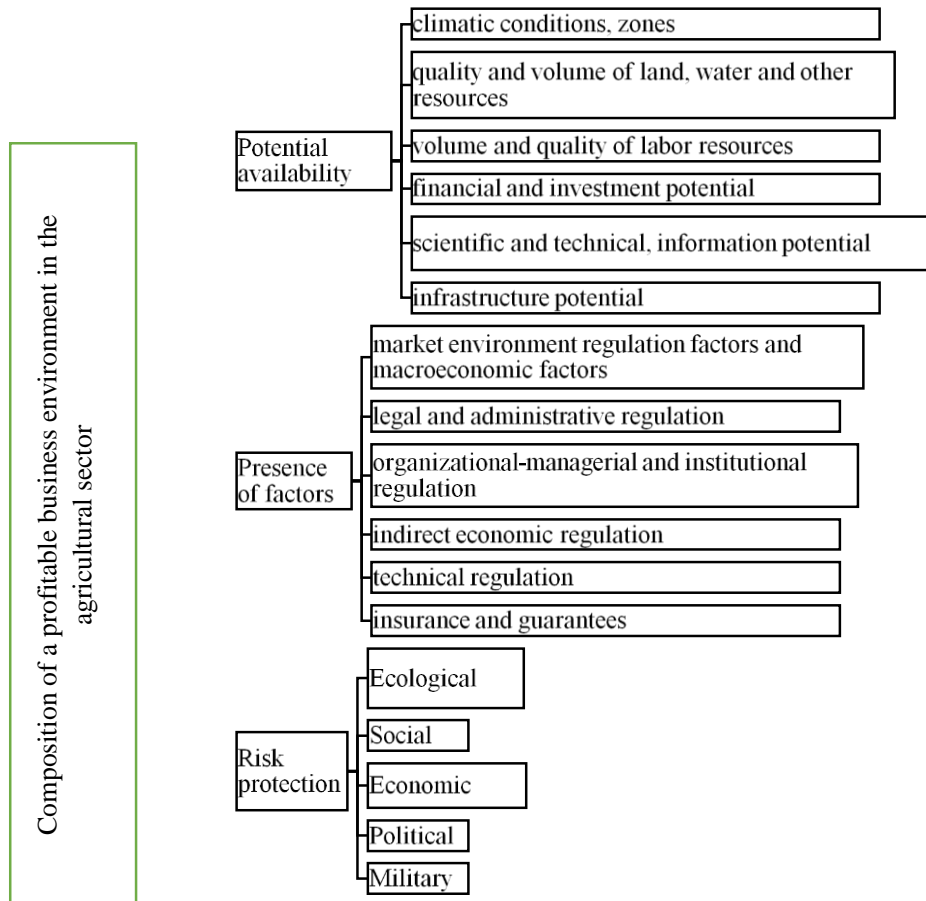 Composition of a profitable business environment in the
agricultural sector
Potential
availability
climatic conditions, zones
quality and volume of land, water and other
resources
volume and quality of labor resources
financial and investment potential
scientific and technical, information potential
infrastructure potential
Presence
of factors
market environment regulation factors and
macroeconomic factors
legal and administrative regulation
organizational-managerial and institutional
regulation
indirect economic regulation
technical regulation
insurance and guarantees
Risk
protection
Ecological
Social
Economic
Political
Military